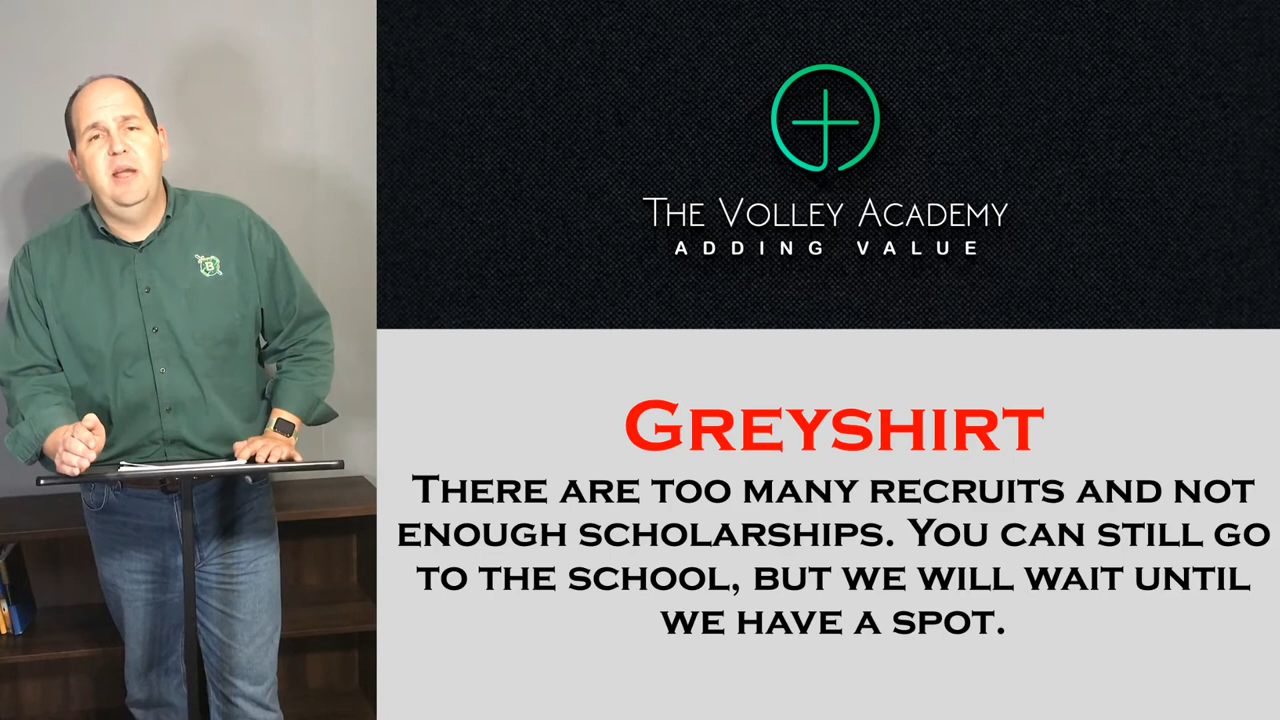 The Volley Academy
ADDING VALUE
B
Greyshirt
There are too many recruits and not
enough scholarships. You can still go
to the school, but we will wait until
we have a spot.